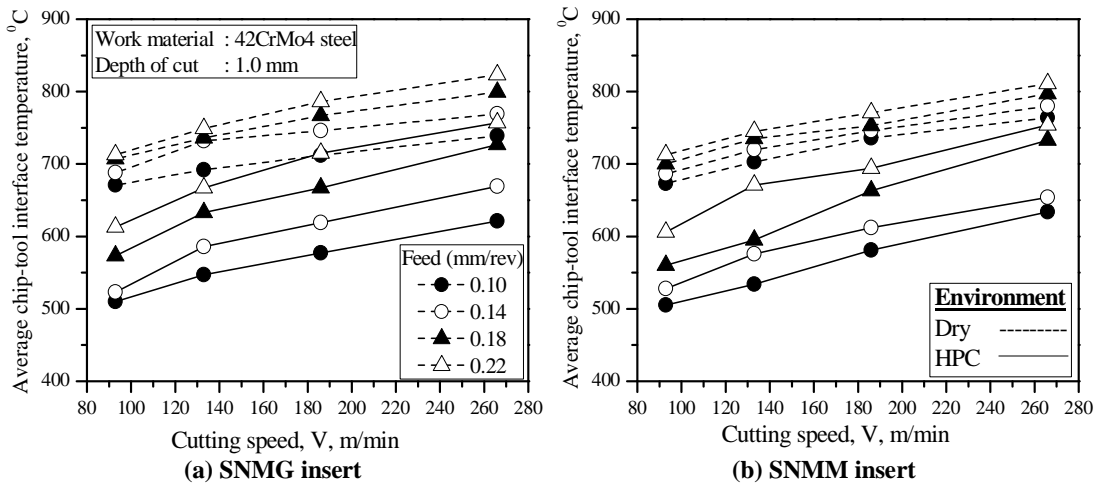 Average chip-tool interface temperature, ⁰C
900
800
700
600
500
400
Work material : 42CrMo4 steel
Depth of cut : 1.0 mm
Feed (mm/rev)
0.10
0.14
0.18
0.22
80 100 120 140 160 180 200 220 240 260 280
Cutting speed, V, m/min
(a) SNMG insert
Average chip-tool interface temperature, ⁰C
900
800
700
600
500
400
Environment
Dry
HPC
80 100 120 140 160 180 200 220 240 260 280
Cutting speed, V, m/min
(b) SNMM insert